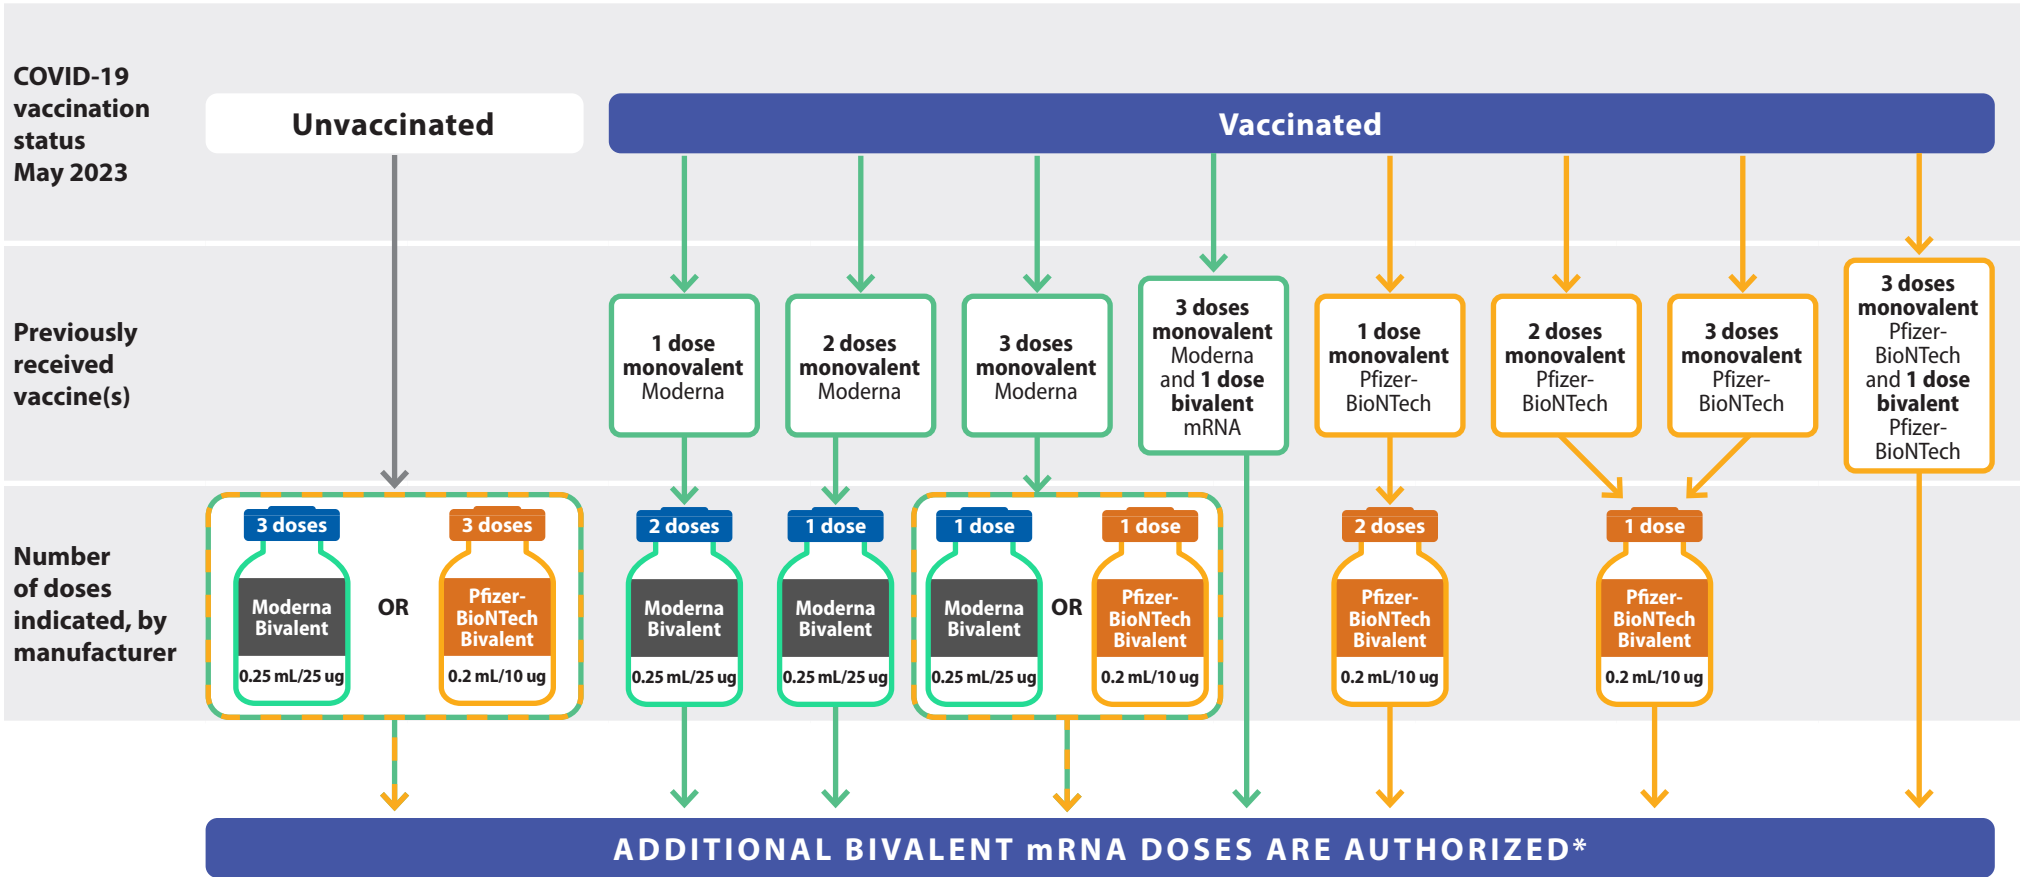 COVID-19
vaccination
status
May 2023
Unvaccinated
Vaccinated
Previously
received
vaccine(s)
1 dose
monovalent
Moderna
2 doses
monovalent
Moderna
3 doses
monovalent
Moderna
3 doses
monovalent
Moderna
and 1 dose
bivalent
mRNA
1 dose
monovalent
Pfizer-
BioNTech
2 doses
monovalent
Pfizer-
BioNTech
3 doses
monovalent
Pfizer-
BioNTech
3 doses
monovalent
Pfizer-
BioNTech
and 1 dose
bivalent
Pfizer-
BioNTech
Number
of doses
indicated, by
manufacturer
3 doses
Moderna
Bivalent
0.25 mL/25 ug
OR
3 doses
Pfizer-
BioNTech
Bivalent
0.2 mL/10 ug
2 doses
Moderna
Bivalent
0.25 mL/25 ug
1 dose
Moderna
Bivalent
0.25 mL/25 ug
1 dose
Moderna
Bivalent
0.25 mL/25 ug
OR
1 dose
Pfizer-
BioNTech
Bivalent
0.2 mL/10 ug
2 doses
Pfizer-
BioNTech
Bivalent
0.2 mL/10 ug
1 dose
Pfizer-
BioNTech
Bivalent
0.2 mL/10 ug
ADDITIONAL BIVALENT mRNA DOSES ARE AUTHORIZED*